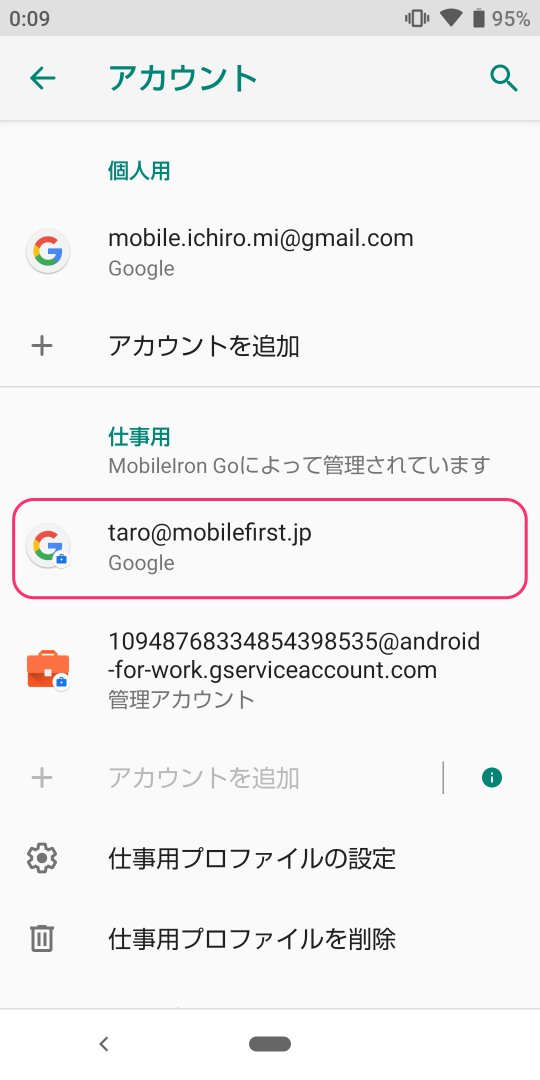 0:09
95%
アカウント
個人用
mobile.ichiro.mi@gmail.com
Google
アカウントを追加
仕事用
MobileIron Goによって管理されています
taro@mobilefirst.jp
Google
10948768334854398535@android
-for-work.gserviceaccount.com
管理アカウント
アカウントを追加
仕事用プロファイルの設定
仕事用プロファイルを削除